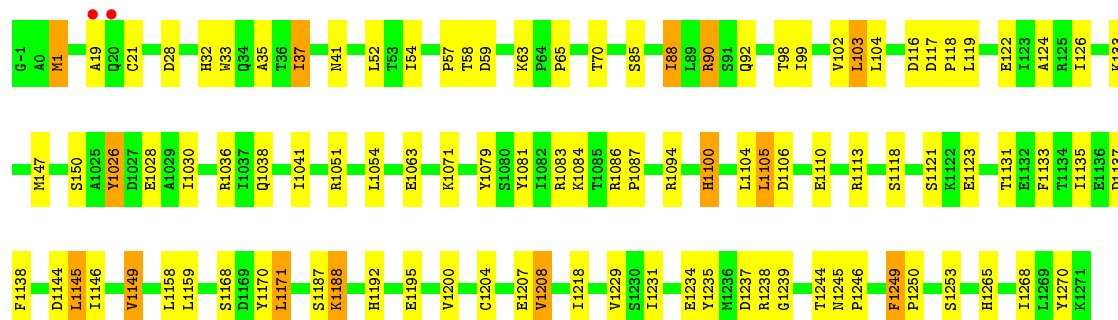 G-1 A0 M1 A19 Q20 C21 D28 H32 W33 Q34 A35 T36 I37 N41 L52 T53 I54 P57 T58 D59 K63 P64 P65 T70 S85 I88 L89 R90 S91 Q92 T98 I99 V102 L103 L104 D116 D117 P118 L119 E122 I123 A124 R125 I126 K133
M147 S150 A1025 Y1026 D1027 E1028 A1029 I1030 R1036 I1037 Q1038 I1041 R1051 L1054 E1063 K1071 Y1079 S1080 Y1081 I1082 R1083 K1084 T1085 R1086 P1087 R1094 H1100 L1104 L1105 D1106 E1110 R1113 S1118 S1121 K1122 E1123 T1131 E1132 F1133 T1134 I1135 E1136 D1137
F1138 D1144 L1145 I1146 V1149 L1158 L1159 S1168 D1169 Y1170 L1171 S1187 K1188 H1192 E1195 V1200 C1204 E1207 V1208 I1218 V1229 S1230 I1231 E1234 Y1235 M1236 D1237 R1238 G1239 T1244 N1245 P1246 F1249 P1250 S1253 H1265 I1268 L1269 Y1270 K1271